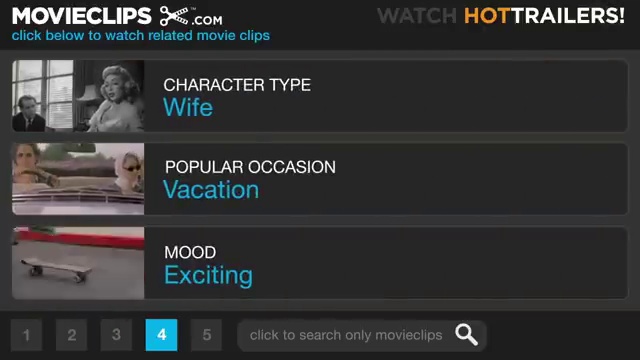 MOVIECLIPS.COM
WATCH HOTTRAILERS!
click below to watch related movie clips
CHARACTER TYPE
Wife
POPULAR OCCASION
Vacation
MOOD
Exciting
1 2 3 4 5 click to search only movieclips